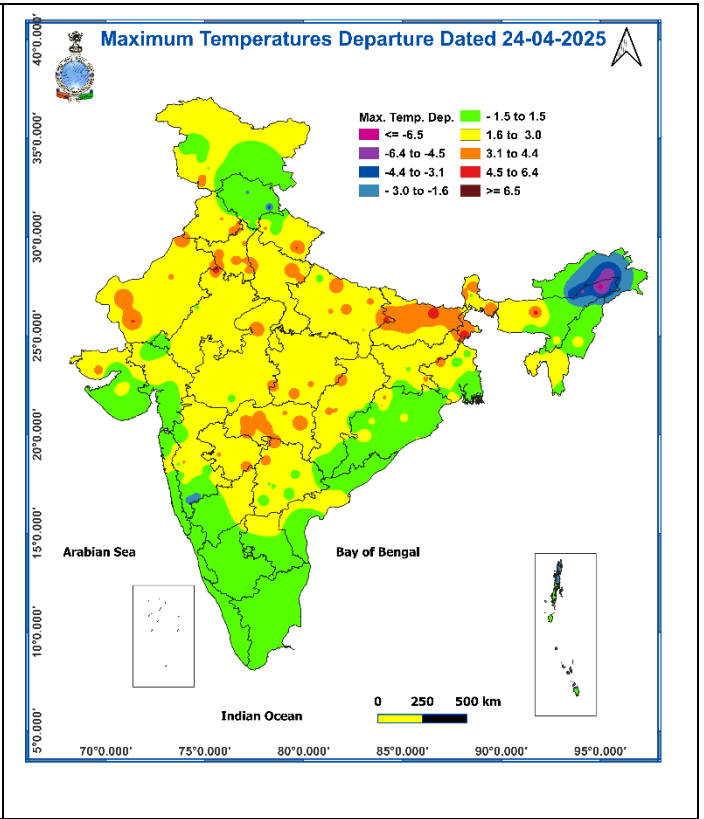 Maximum Temperatures Departure Dated 24-04-2025
Max. Temp. Dep.
<= -6.5
-6.4 to -4.5
-4.4 to -3.1
- 3.0 to -1.6
- 1.5 to 1.5
1.6 to 3.0
3.1 to 4.4
4.5 to 6.4
>= 6.5
40°0.000'
35°0.000'
30°0.000'
25°0.000'
20°0.000'
15°0.000'
10°0.000'
5°0.000'
Arabian Sea
Bay of Bengal
Indian Ocean
0 250 500 km
70°0.000' 75°0.000' 80°0.000' 85°0.000' 90°0.000' 95°0.000'